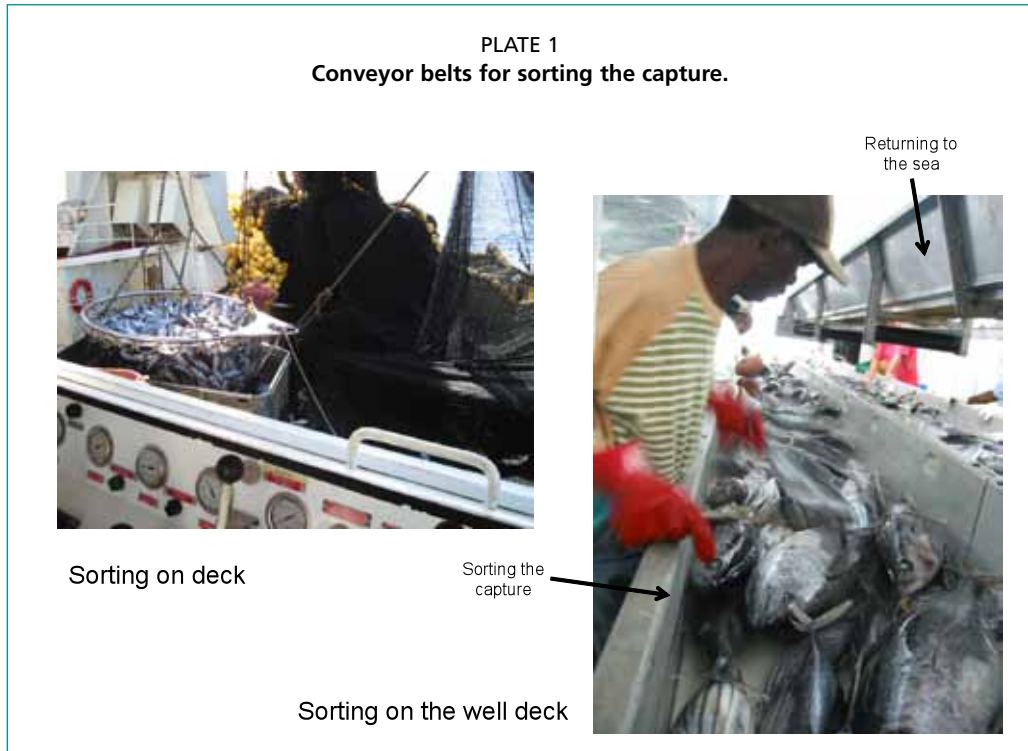 PLATE 1
Conveyor belts for sorting the capture.
Returning to
the sea
Sorting on deck
Sorting the
capture
Sorting on the well deck